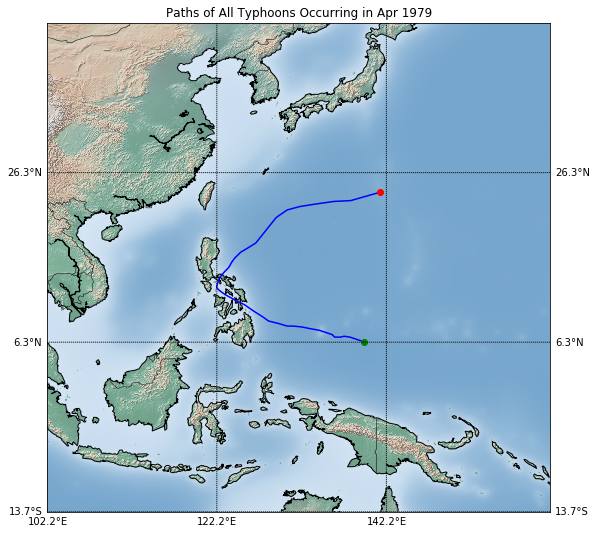 Paths of All Typhoons Occurring in Apr 1979
26.3°N 26.3°N
6.3°N 6.3°N
13.7°S 13.7°S
102.2°E 122.2°E 142.2°E